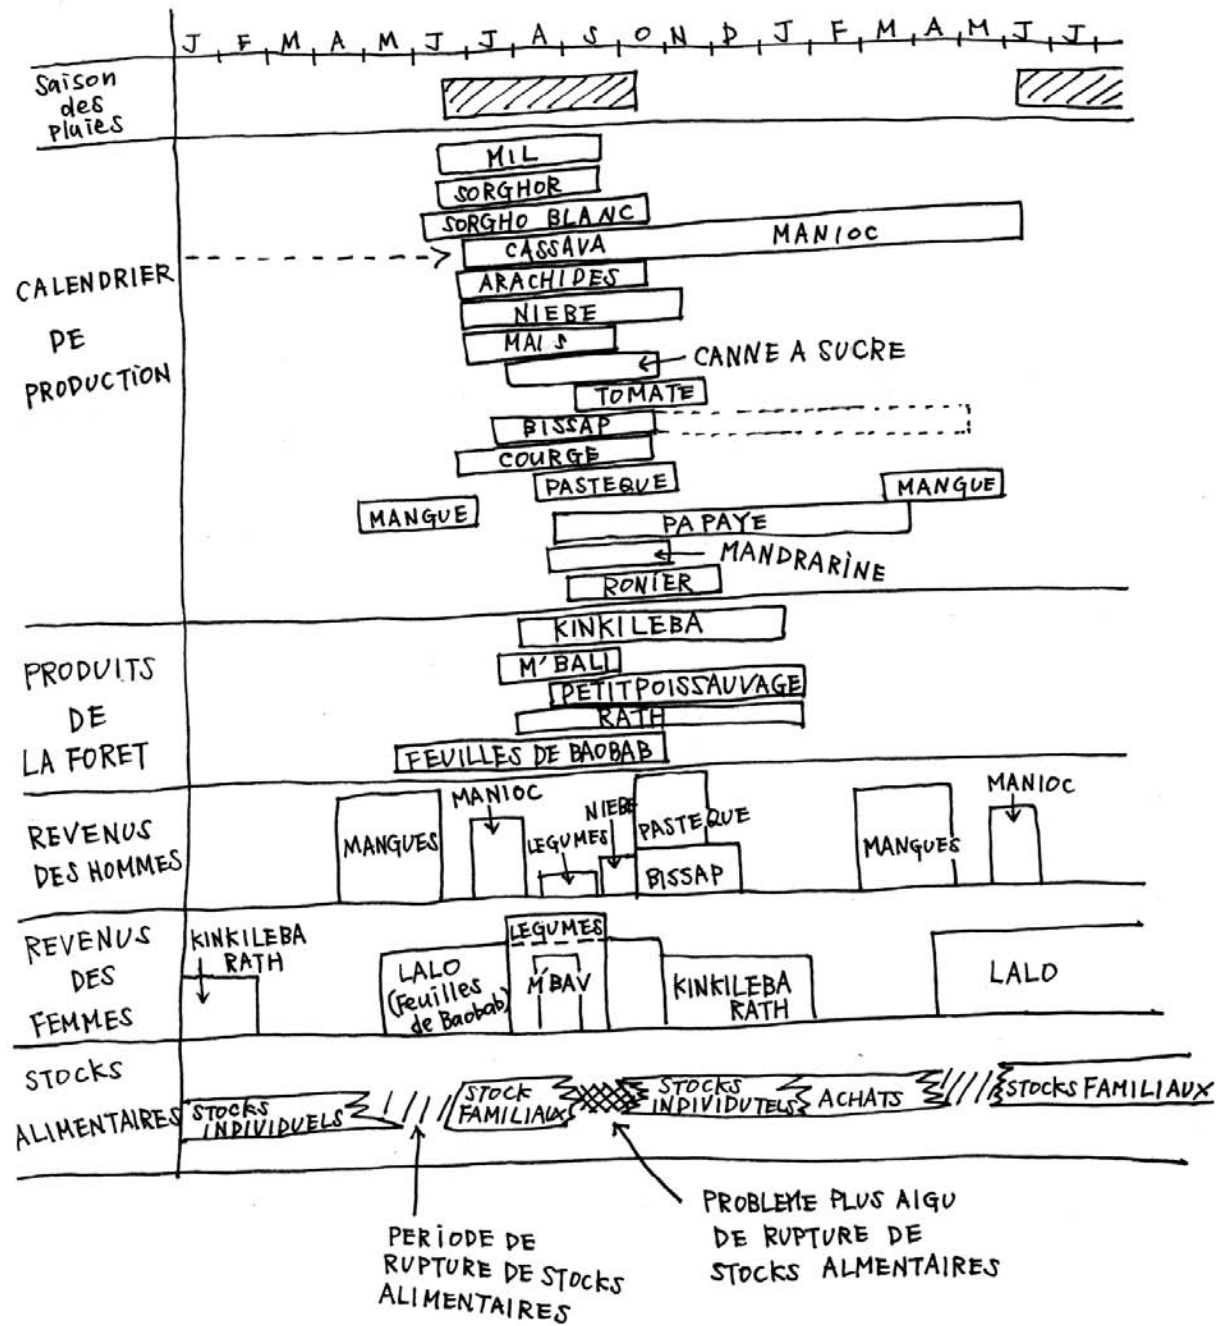 J F M A M J J A S O N D J F M A M J J
Saison
des
pluies
MIL
SORGHOR
SORGHO BLANC
CASSAVA MANIOC
CALENDRIER
DE
PRODUCTION
ARACHIDES
NIEBE
MAIS
CANNE A SUCRE
TOMATE
BISSAP
COURGE
PASTEQUE
MANGUE
MANGUE
PAPAYE
MANDRARINE
RONIER
PRODUITS
DE
LA FORET
KINKILEBA
M'BALI
PETITPOISSAUVAGE
RATH
FEUILLES DE BAOBAB
REVENUS
DES HOMMES
MANGUES
MANIOC
LEGUMES
NIEBE
PASTEQUE
BISSAP
MANGUES
MANIOC
REVENUS
DES
FEMMES
KINKILEBA
RATH
LALO
(Feuilles
de Baobab)
LEGUMES
M'BAV
KINKILEBA
RATH
LALO
STOCKS
ALIMENTAIRES
STOCKS
INDIVIDUELS
STOCK
FAMILIAUX
STOCKS
INDIVIDUTELS
ACHATS
STOCKS FAMILIAUX
PERIODE DE
RUPTURE DE STOCKS
ALIMENTAIRES
PROBLEME PLUS AIGU
DE RUPTURE DE
STOCKS ALMENTAIRES